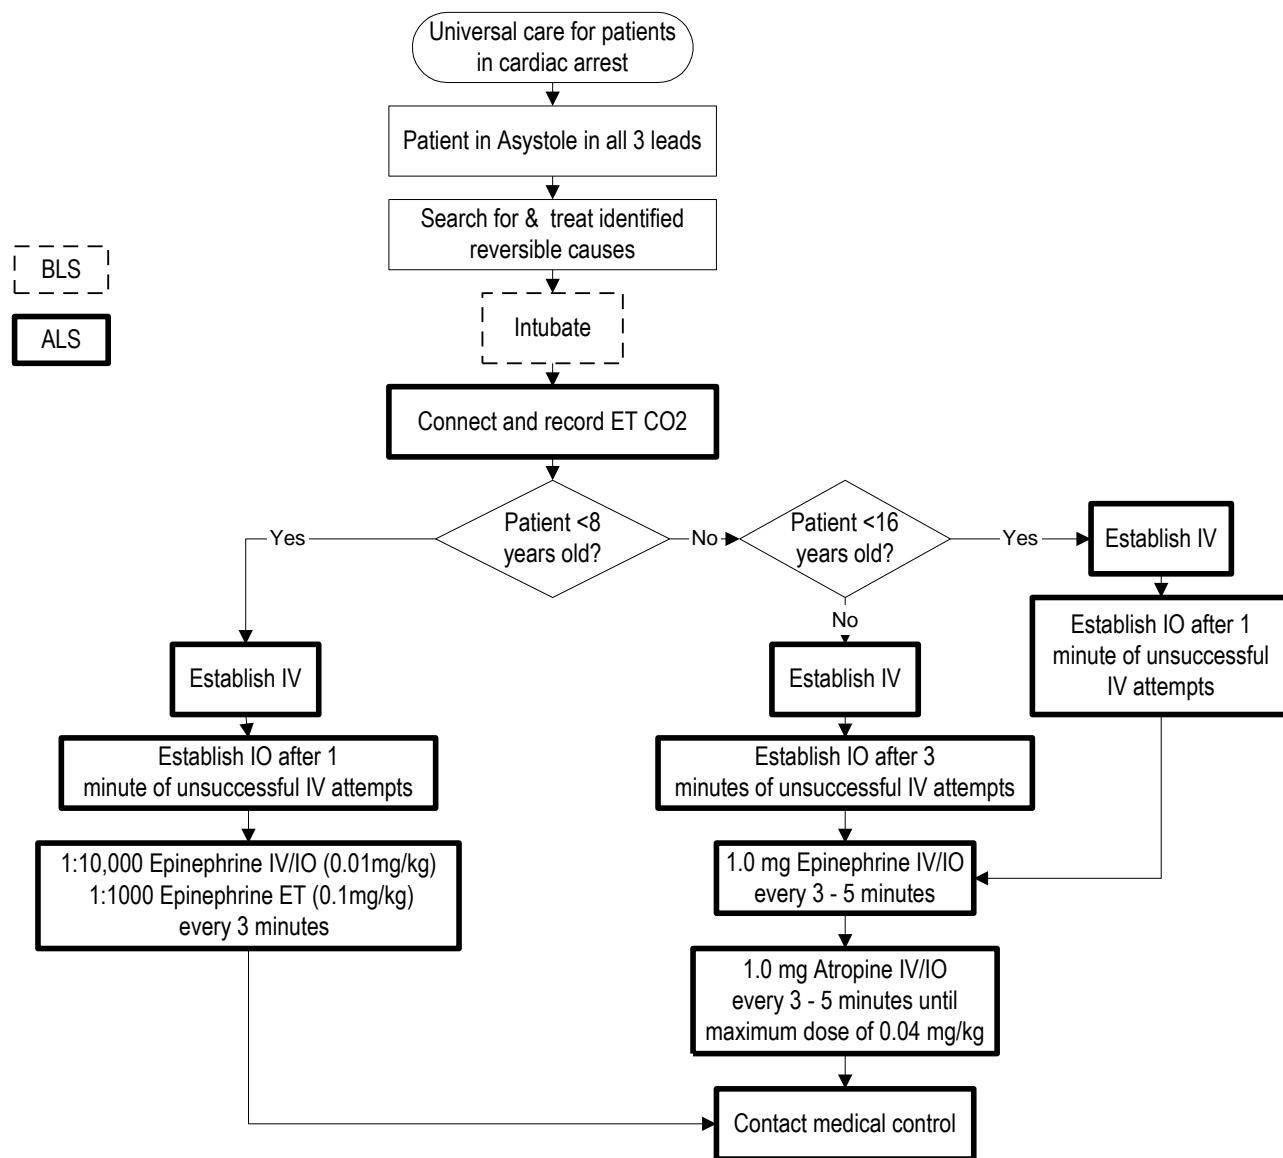 Universal care for patients
in cardiac arrest
Patient in Asystole in all 3 leads
Search for & treat identified
reversible causes
BLS
ALS
Intubate
Connect and record ET CO2
Patient <8
years old?
Yes
No
Patient <16
years old?
Yes
No
Establish IV
Establish IO after 1
minute of unsuccessful
IV attempts
Establish IV
Establish IO after 1
minute of unsuccessful IV attempts
1:10,000 Epinephrine IV/IO (0.01mg/kg)
1:1000 Epinephrine ET (0.1mg/kg)
every 3 minutes
Establish IV
Establish IO after 3
minutes of unsuccessful IV attempts
1.0 mg Epinephrine IV/IO
every 3 - 5 minutes
1.0 mg Atropine IV/IO
every 3 - 5 minutes until
maximum dose of 0.04 mg/kg
Contact medical control